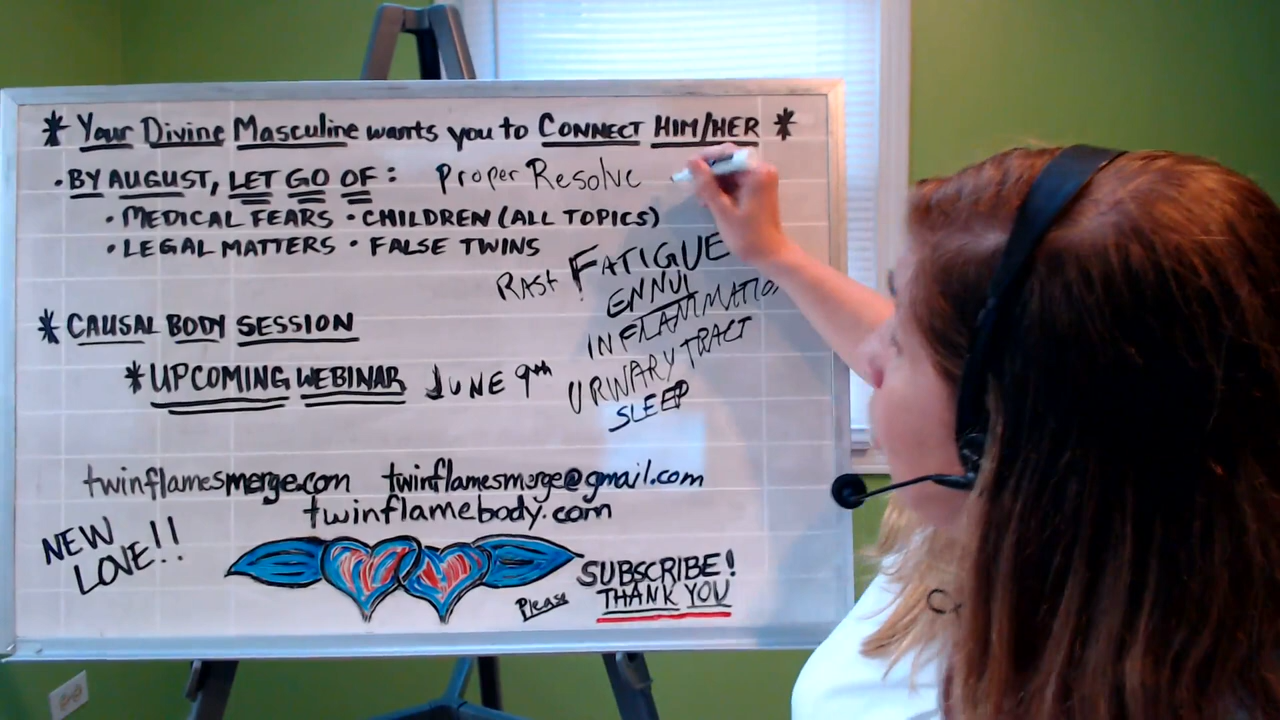 * Your Divine Masculine wants you to CONNECT HIM/HER *
• BY AUGUST, LET GO OF: Proper Resolve
• MEDICAL FEARS • CHILDREN (ALL TOPICS)
• LEGAL MATTERS • FALSE TWINS
RASH FATIGUE
ENNUI
INFLAMMATION
URINARY TRACT
SLEEP
* CAUSAL BODY SESSION
* UPCOMING WEBINAR JUNE 9th
twinflamesmerge.com twinflamesmerge@gmail.com
twinflamebody.com
NEW
LOVE!!
Please SUBSCRIBE!
THANK YOU